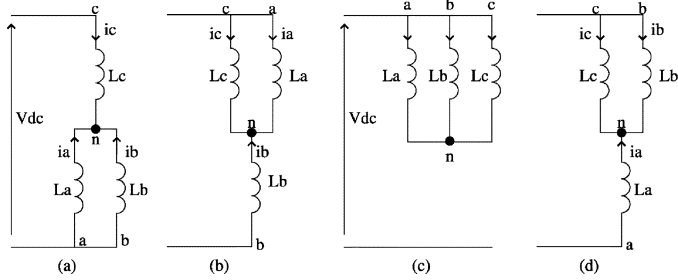 c c a a b c c b
ic ic ia ic ib
Lc Lc La La Lb Lc Lc Lb
Vdc Vdc
n n n n
ia ib ib ia
La Lb Lb La
a b b a
(a) (b) (c) (d)